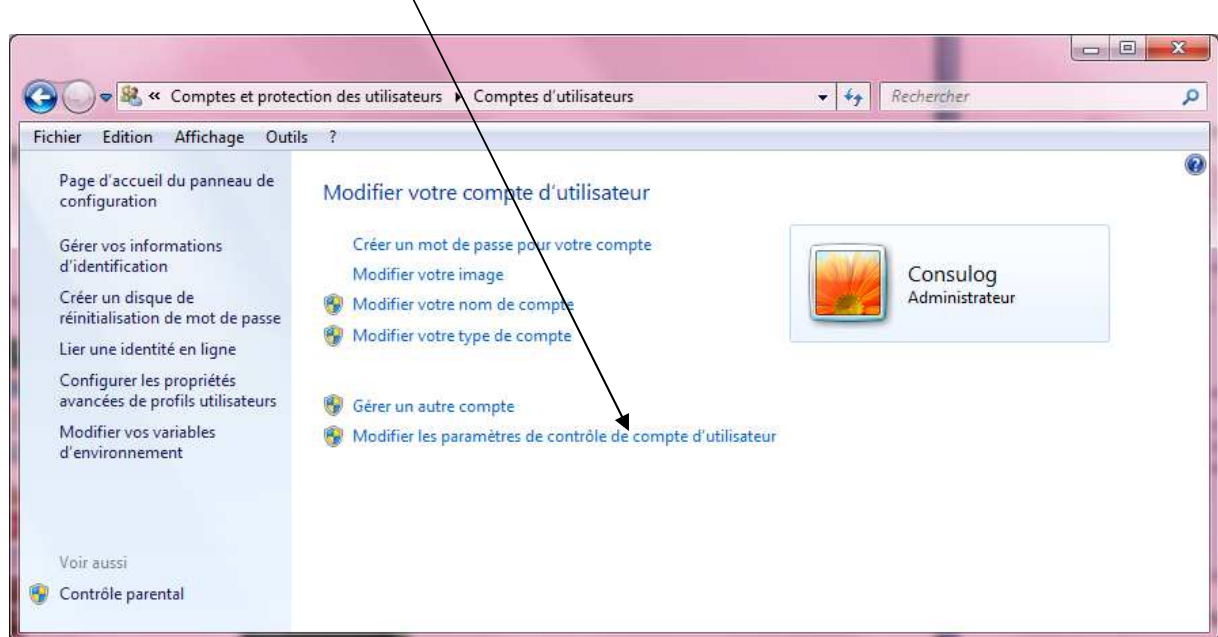 « Comptes et protection des utilisateurs ▸ Comptes d'utilisateurs
Rechercher
Fichier Edition Affichage Outils ?
Page d'accueil du panneau de
configuration
Gérer vos informations
d'identification
Créer un disque de
réinitialisation de mot de passe
Lier une identité en ligne
Configurer les propriétés
avancées de profils utilisateurs
Modifier vos variables
d'environnement
Voir aussi
Contrôle parental
Modifier votre compte d'utilisateur
Créer un mot de passe pour votre compte
Modifier votre image
Modifier votre nom de compte
Modifier votre type de compte
Gérer un autre compte
Modifier les paramètres de contrôle de compte d'utilisateur
Consulog
Administrateur